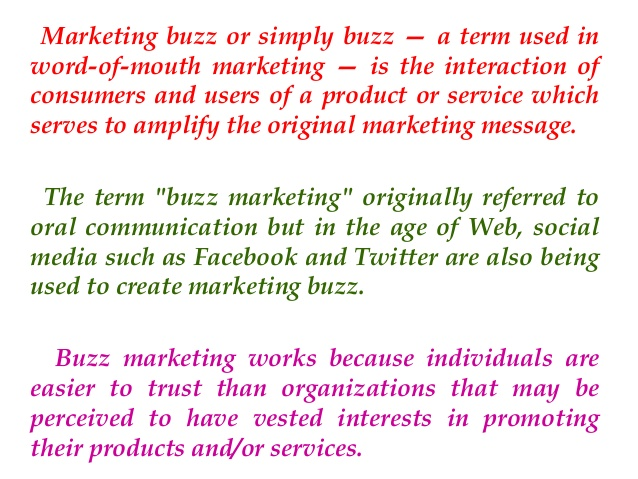 Marketing buzz or simply buzz — a term used in
word-of-mouth marketing — is the interaction of
consumers and users of a product or service which
serves to amplify the original marketing message.
The term "buzz marketing" originally referred to
oral communication but in the age of Web, social
media such as Facebook and Twitter are also being
used to create marketing buzz.
Buzz marketing works because individuals are
easier to trust than organizations that may be
perceived to have vested interests in promoting
their products and/or services.